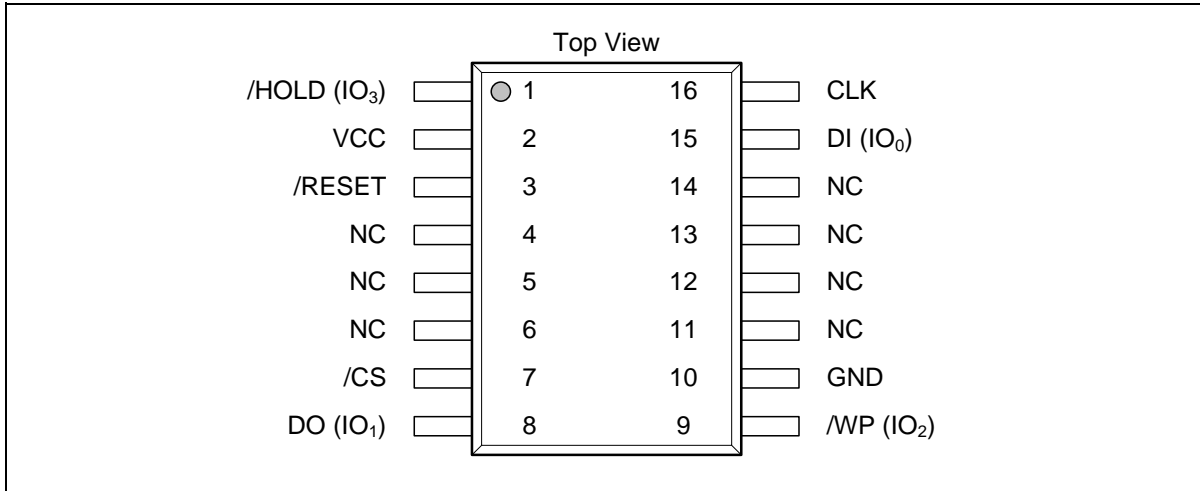 Top View
/HOLD (IO₃) 1 16 CLK
VCC 2 15 DI (IO₀)
/RESET 3 14 NC
NC 4 13 NC
NC 5 12 NC
NC 6 11 NC
/CS 7 10 GND
DO (IO₁) 8 9 /WP (IO₂)